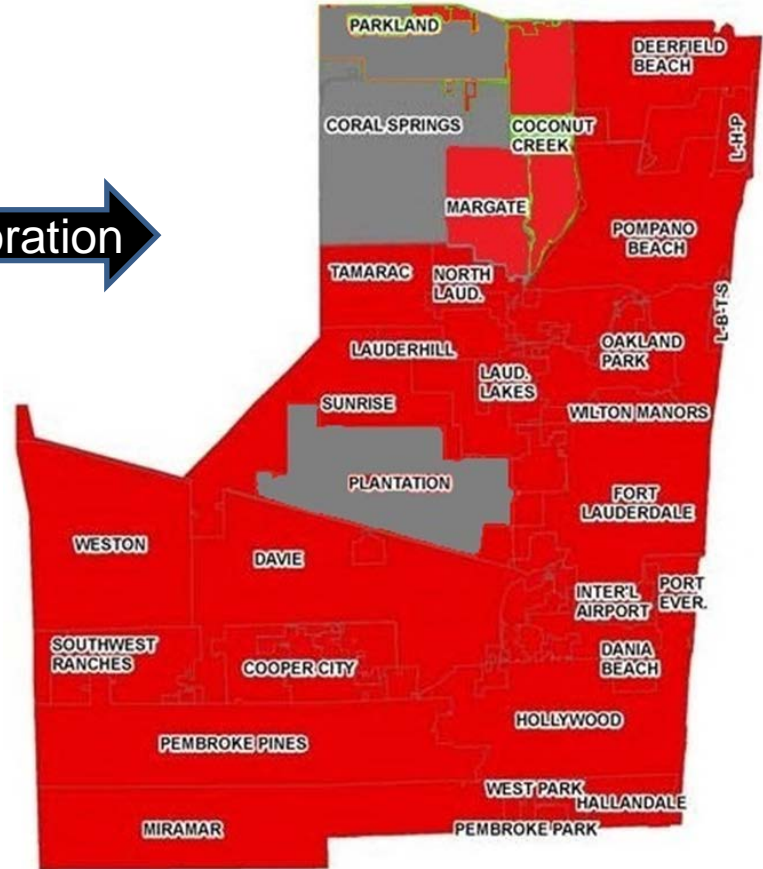 PARKLAND
DEERFIELD
BEACH
CORAL SPRINGS
COCONUT
CREEK
L-H-P
MARGATE
oration
POMPANO
BEACH
TAMARAC
NORTH
LAUD.
L-B-T-S
LAUDERHILL
OAKLAND
PARK
LAUD.
LAKES
SUNRISE
WILTON MANORS
PLANTATION
FORT
LAUDERDALE
WESTON
DAVIE
INTER'L
AIRPORT
PORT
EVER.
SOUTHWEST
RANCHES
COOPER CITY
DANIA
BEACH
HOLLYWOOD
PEMBROKE PINES
WEST PARK
HALLANDALE
MIRAMAR
PEMBROKE PARK